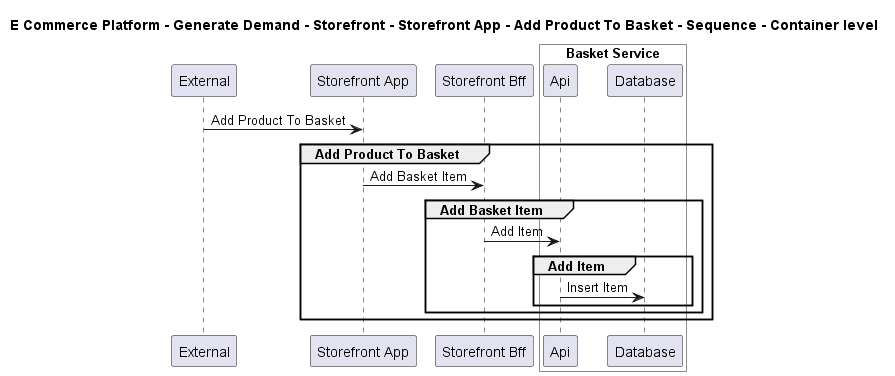 E Commerce Platform - Generate Demand - Storefront - Storefront App - Add Product To Basket - Sequence - Container level
Basket Service
External Storefront App Storefront Bff Api Database
Add Product To Basket
Add Product To Basket
Add Basket Item
Add Basket Item
Add Item
Add Item
Insert Item
External Storefront App Storefront Bff Api Database